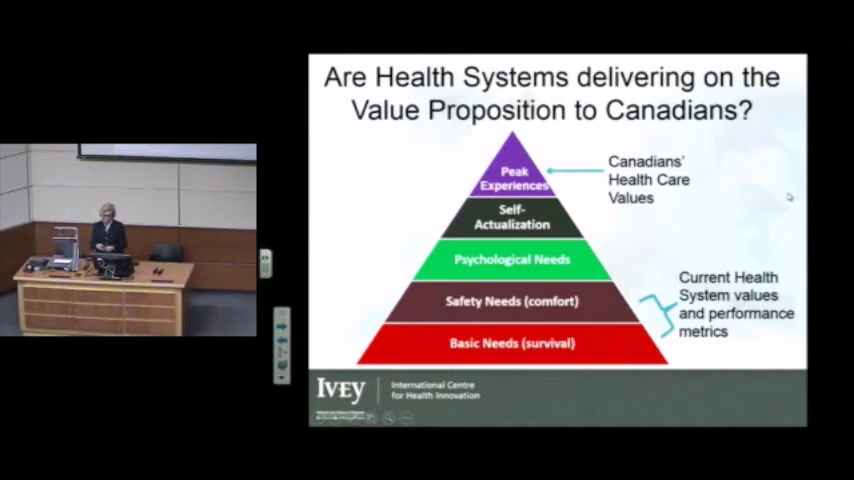 Are Health Systems delivering on the
Value Proposition to Canadians?
Peak
Experiences
Canadians'
Health Care
Values
Self-
Actualization
Psychological Needs
Safety Needs (comfort)
Current Health
System values
and performance
metrics
Basic Needs (survival)
IVEY
International Centre
for Health Innovation